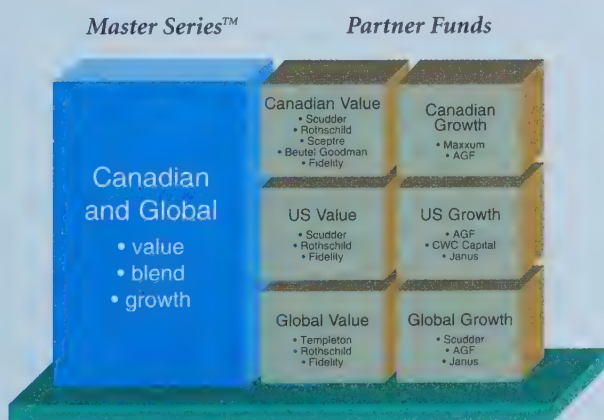 Master Series™
Partner Funds
Canadian
and Global
• value
• blend
• growth
Canadian Value
• Scudder
• Rothschild
• Sceptre
• Beutel Goodman
• Fidelity
Canadian
Growth
• Maxxum
• AGF
US Value
• Scudder
• Rothschild
• Fidelity
US Growth
• AGF
• CWC Capital
• Janus
Global Value
• Templeton
• Rothschild
• Fidelity
Global Growth
• Scudder
• AGF
• Janus